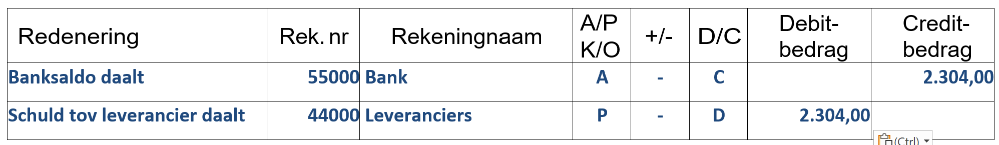 Redenering Rek. nr Rekeningnaam A/P K/O +/- D/C Debit-bedrag Credit-bedrag
Banksaldo daalt 55000 Bank A - C 2.304,00
Schuld tov leverancier daalt 44000 Leveranciers P - D 2.304,00
(Ctrl)